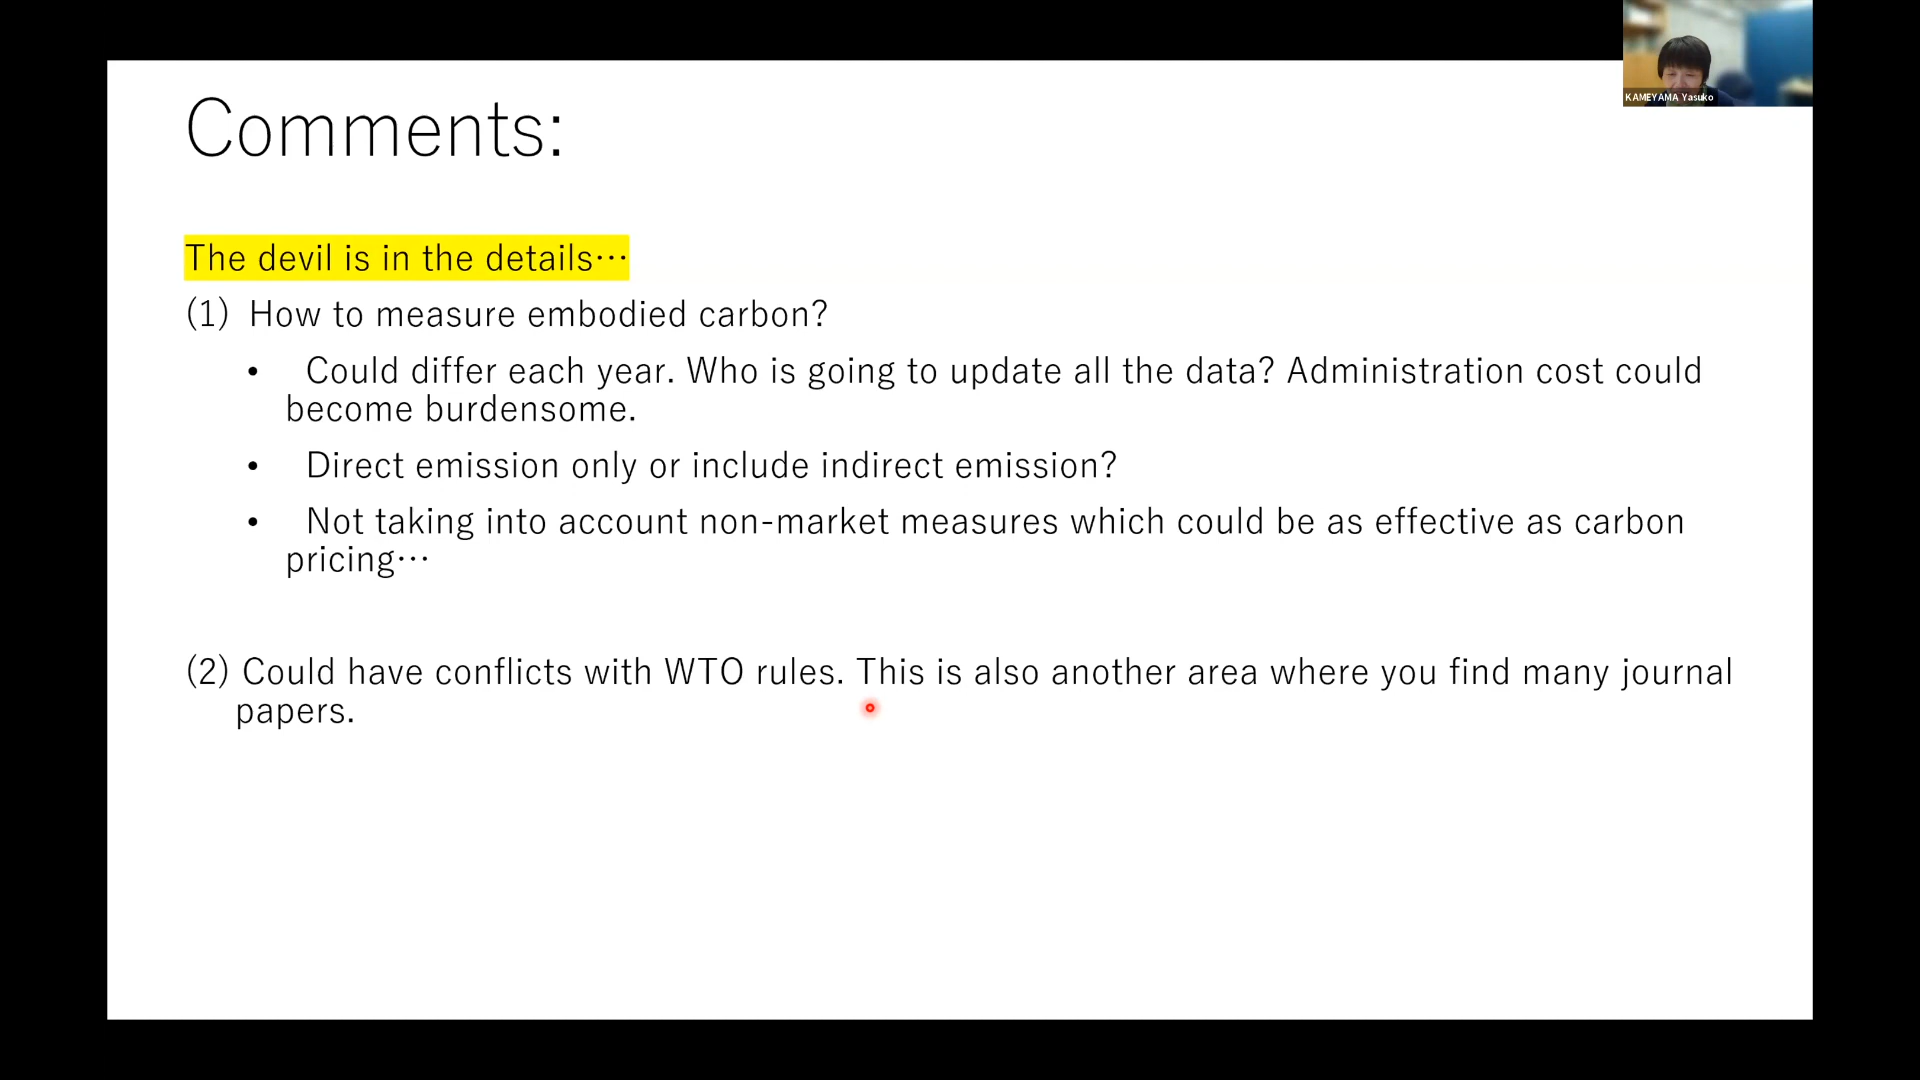 KAMEYAMA Yasuko
Comments:
The devil is in the details…
(1) How to measure embodied carbon?
• Could differ each year. Who is going to update all the data? Administration cost could
become burdensome.
• Direct emission only or include indirect emission?
• Not taking into account non-market measures which could be as effective as carbon
pricing…
(2) Could have conflicts with WTO rules. This is also another area where you find many journal
papers.